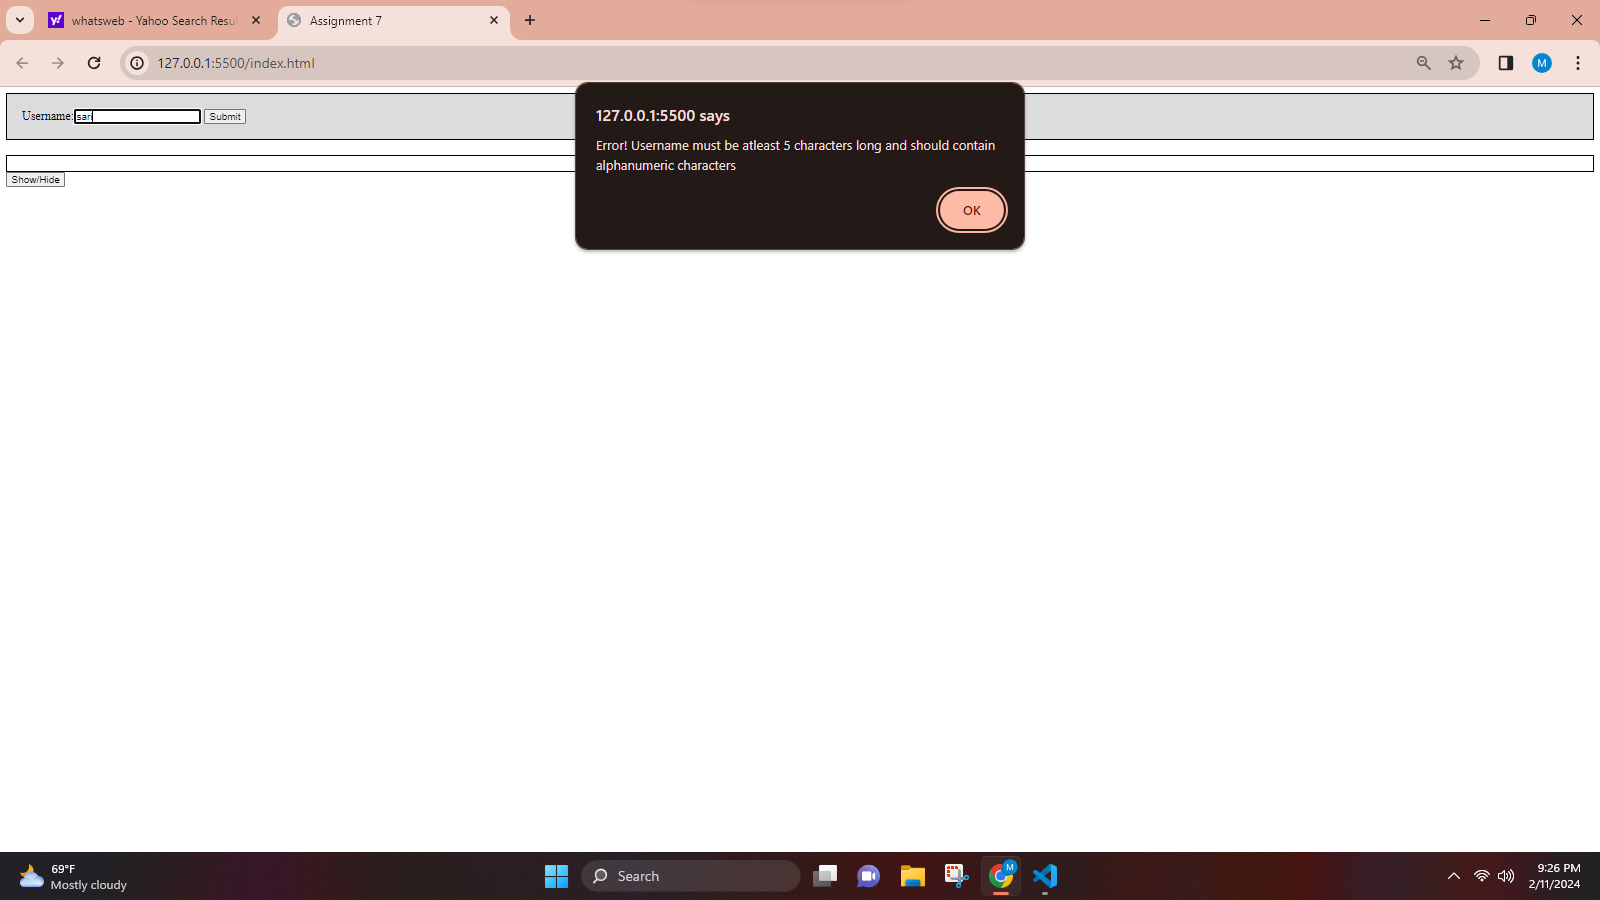 whatsweb - Yahoo Search Resul
Assignment 7
127.0.0.1:5500/index.html
M
127.0.0.1:5500 says
Error! Username must be atleast 5 characters long and should contain
alphanumeric characters
OK
Username:
sari
Submit
Show/Hide
69°F
Mostly cloudy
Search
M
9:26 PM
2/11/2024